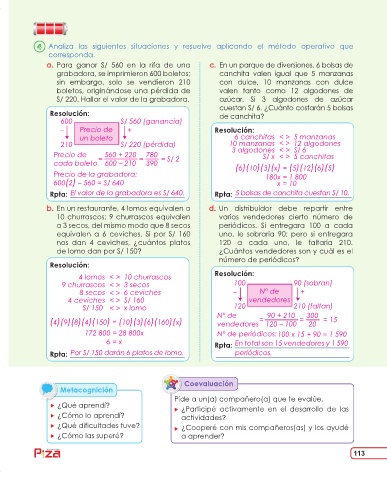 8 Analiza las siguientes situaciones y resuelve aplicando el método operativo que
corresponda.
a. Para ganar S/ 560 en la rifa de una
grabadora, se imprimieron 600 boletos;
sin embargo, solo se vendieron 210
boletos, originándose una pérdida de
S/ 220. Hallar el valor de la grabadora.
Resolución:
600 S/ 560 (ganancia)
– Precio de +
un boleto
210 S/ 220 (pérdida)
Precio de cada boleto = 560 + 220 / 600 – 210 = 780 / 390 = S/ 2
Precio de la grabadora:
600(2) – 560 = S/ 640
Rpta: El valor de la grabadora es S/ 640.
b. En un restaurante, 4 lomos equivalen a
10 churrascos; 9 churrascos equivalen
a 3 secos, del mismo modo que 8 secos
equivalen a 6 ceviches. Si por S/ 160
nos dan 4 ceviches, ¿cuántos platos
de lomo dan por S/ 150?
Resolución:
4 lomos < > 10 churrascos
9 churrascos < > 3 secos
8 secos < > 6 ceviches
4 ceviches < > S/ 160
S/ 150 < > x lomo
(4)(9)(8)(4)(150) = (10)(3)(6)(160)(x)
172 800 = 28 800x
6 = x
Rpta: Por S/ 150 darán 6 platos de lomo.
c. En un parque de diversiones, 6 bolsas de
canchita valen igual que 5 manzanas
con dulce, 10 manzanas con dulce
valen tanto como 12 algodones de
azúcar. Si 3 algodones de azúcar
cuestan S/ 6. ¿Cuánto costarán 5 bolsas
de canchita?
Resolución:
6 canchitas < > 5 manzanas
10 manzanas < > 12 algodones
3 algodones < > S/ 6
S/ x < > 5 canchitas
(6)(10)(3)(x) = (5)(12)(6)(5)
180x = 1 800
x = 10
Rpta: 5 bolsas de canchita cuestan S/ 10.
d. Un distribuidor debe repartir entre
varios vendedores cierto número de
periódicos. Si entregara 100 a cada
uno, le sobraría 90; pero si entregara
120 a cada uno, le faltaría 210.
¿Cuántos vendedores son y cuál es el
número de periódicos?
Resolución:
100 90 (sobran)
– Nº de +
vendedores
120 210 (faltan)
Nº de vendedores = 90 + 210 / 120 – 100 = 300 / 20 = 15
Nº de periódicos: 100 x 15 + 90 = 1 590
Rpta: En total son 15 vendedores y 1 590
periódicos.
Metacognición
¿Qué aprendí?
¿Cómo lo aprendí?
¿Qué dificultades tuve?
¿Cómo las superé?
Coevaluación
Pide a un(a) compañero(a) que te evalúe.
¿Participé activamente en el desarrollo de las
actividades?
¿Cooperé con mis compañeros(as) y los ayudé
a aprender?
Pizza
113